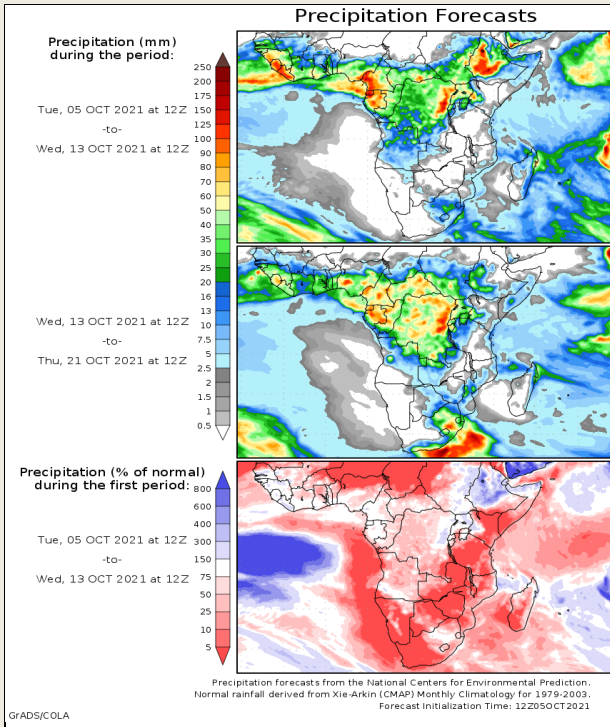 Precipitation Forecasts
Precipitation (mm)
during the period:
Tue, 05 OCT 2021 at 12Z
-to-
Wed, 13 OCT 2021 at 12Z
250
200
175
150
125
100
90
80
70
60
50
40
35
30
25
20
16
13
10
7.5
5
2.5
2
1.5
1
0.5
Wed, 13 OCT 2021 at 12Z
-to-
Thu, 21 OCT 2021 at 12Z
Precipitation (% of normal)
during the first period:
Tue, 05 OCT 2021 at 12Z
-to-
Wed, 13 OCT 2021 at 12Z
800
600
400
300
150
75
50
25
10
5
Precipitation forecasts from the National Centers for Environmental Prediction.
Normal rainfall derived from Xie-Arkin (CMAP) Monthly Climatology for 1979-2003.
Forecast Initialization Time: 12Z05OCT2021
GrADS/COLA